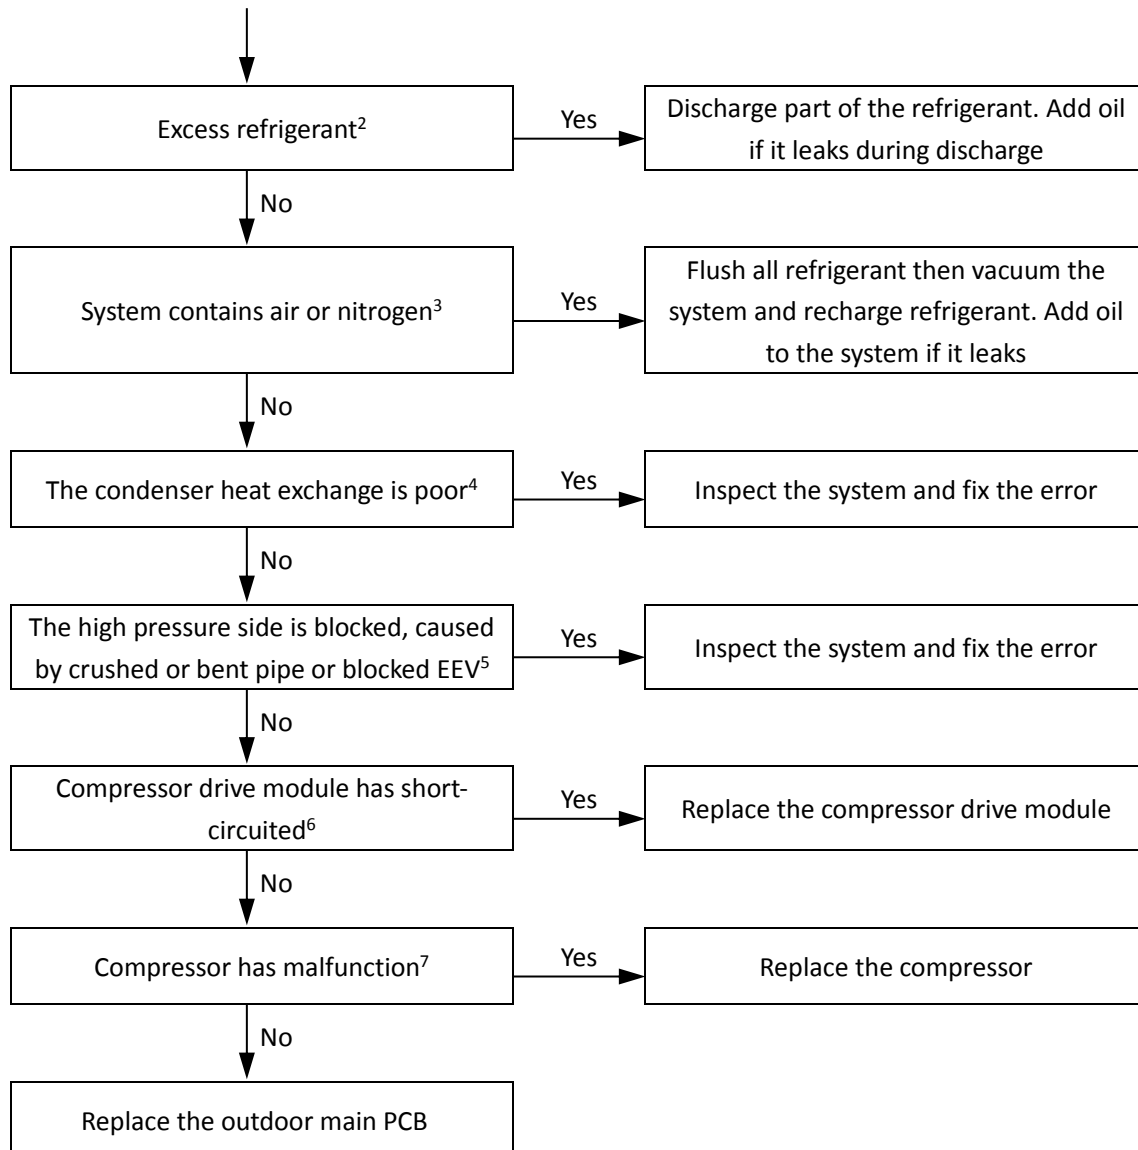 Excess refrigerant²
Yes
Discharge part of the refrigerant. Add oil
if it leaks during discharge
No
System contains air or nitrogen³
Yes
Flush all refrigerant then vacuum the
system and recharge refrigerant. Add oil
to the system if it leaks
No
The condenser heat exchange is poor⁴
Yes
Inspect the system and fix the error
No
The high pressure side is blocked, caused
by crushed or bent pipe or blocked EEV⁵
Yes
Inspect the system and fix the error
No
Compressor drive module has short-
circuited⁶
Yes
Replace the compressor drive module
No
Compressor has malfunction⁷
Yes
Replace the compressor
No
Replace the outdoor main PCB